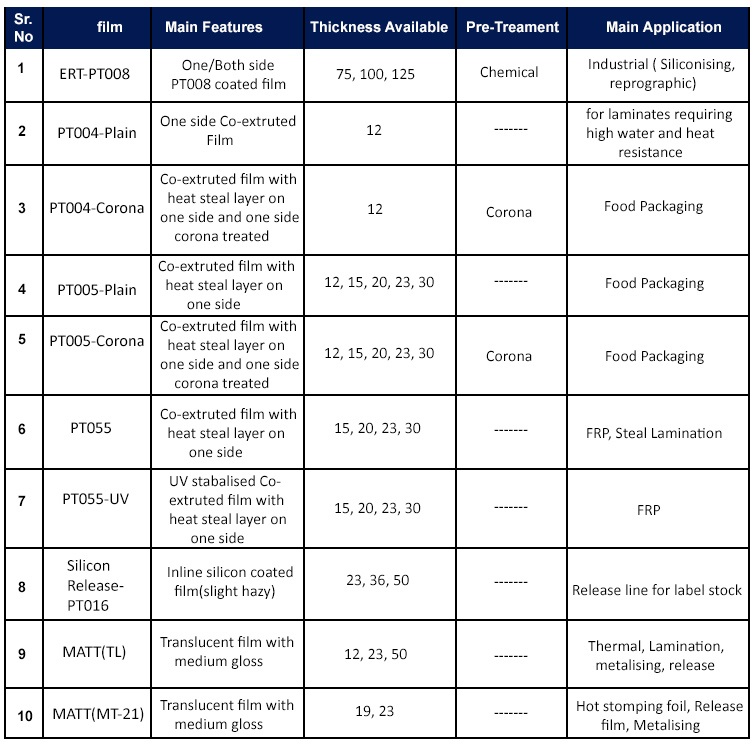 Sr. No film Main Features Thickness Available Pre-Treament Main Application
1 ERT-PT008 One/Both side PT008 coated film 75, 100, 125 Chemical Industrial ( Siliconising, reprographic)
2 PT004-Plain One side Co-extruted Film 12 ------- for laminates requiring high water and heat resistance
3 PT004-Corona Co-extruted film with heat steal layer on one side and one side corona treated 12 Corona Food Packaging
4 PT005-Plain Co-extruted film with heat steal layer on one side 12, 15, 20, 23, 30 ------- Food Packaging
5 PT005-Corona Co-extruted film with heat steal layer on one side and one side corona treated 12, 15, 20, 23, 30 Corona Food Packaging
6 PT055 Co-extruted film with heat steal layer on one side 15, 20, 23, 30 ------- FRP, Steal Lamination
7 PT055-UV UV stabalised Co-extruted film with heat steal layer on one side 15, 20, 23, 30 ------- FRP
8 Silicon Release-PT016 Inline silicon coated film(slight hazy) 23, 36, 50 ------- Release line for label stock
9 MATT(TL) Translucent film with medium gloss 12, 23, 50 ------- Thermal, Lamination, metalising, release
10 MATT(MT-21) Translucent film with medium gloss 19, 23 ------- Hot stomping foil, Release film, Metalising